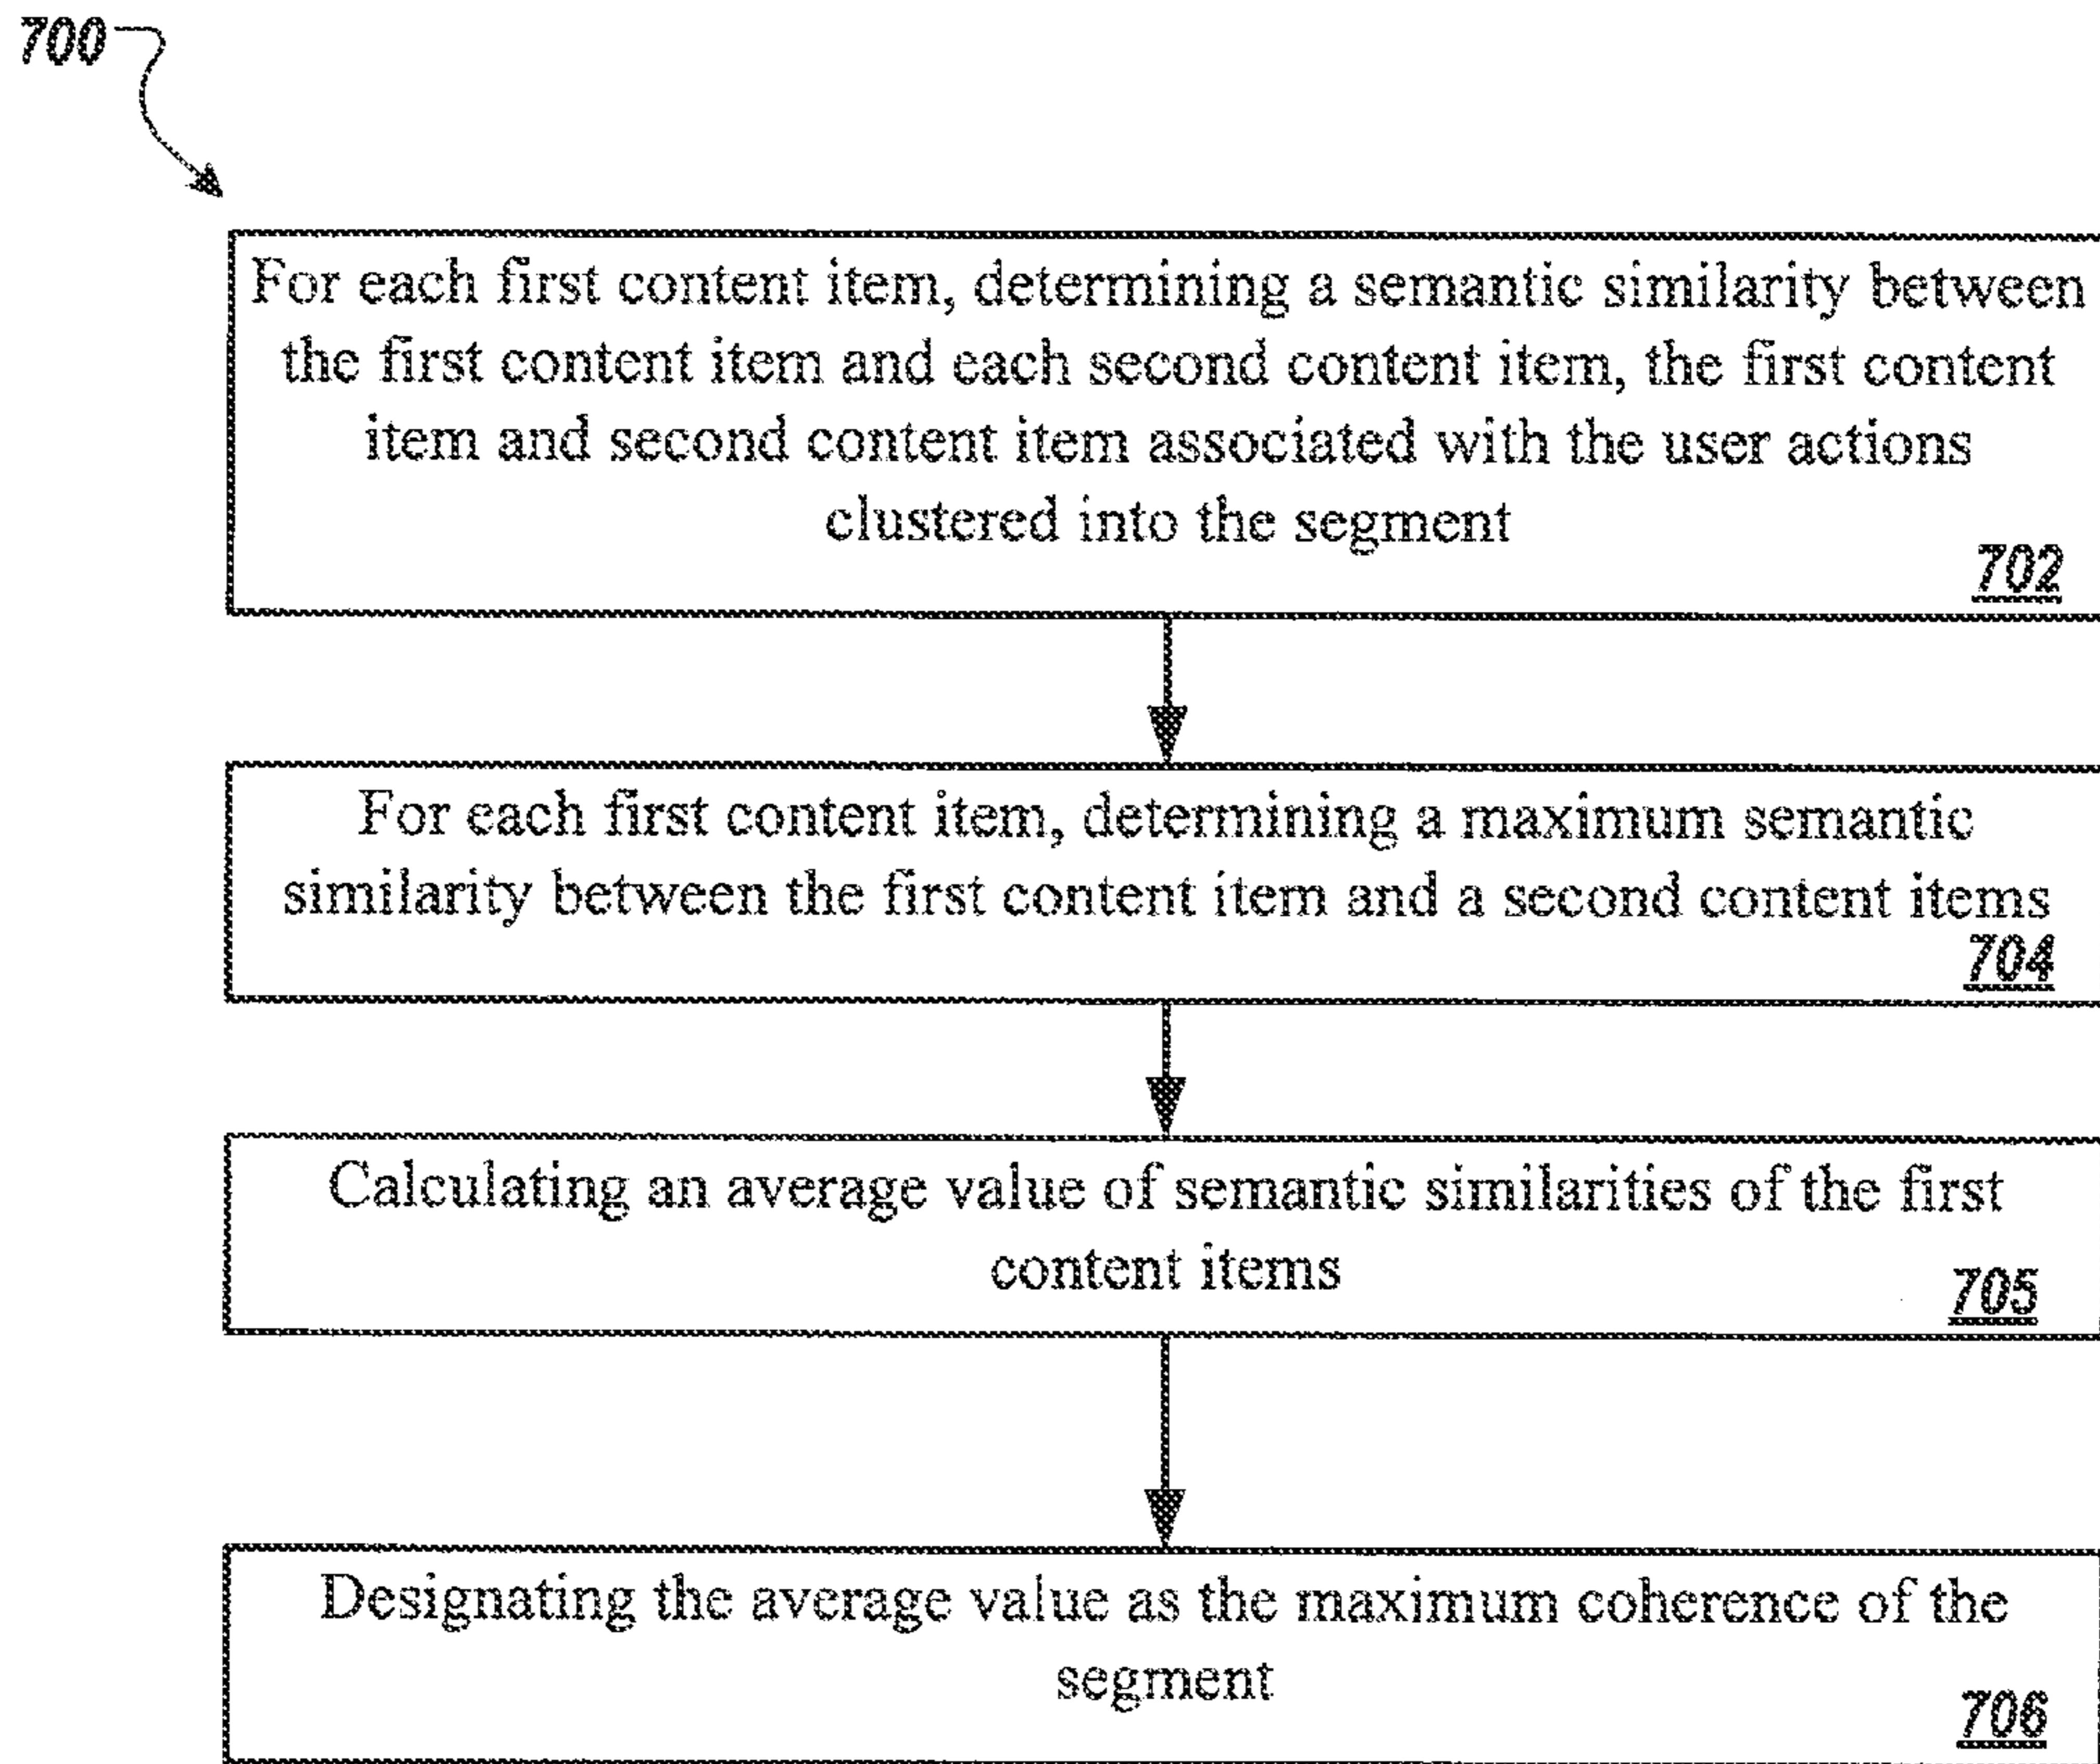 700
For each first content item, determining a semantic similarity between
the first content item and each second content item, the first content
item and second content item associated with the user actions
clustered into the segment
702
For each first content item, determining a maximum semantic
similarity between the first content item and a second content items
704
Calculating an average value of semantic similarities of the first
content items
705
Designating the average value as the maximum coherence of the
segment
706